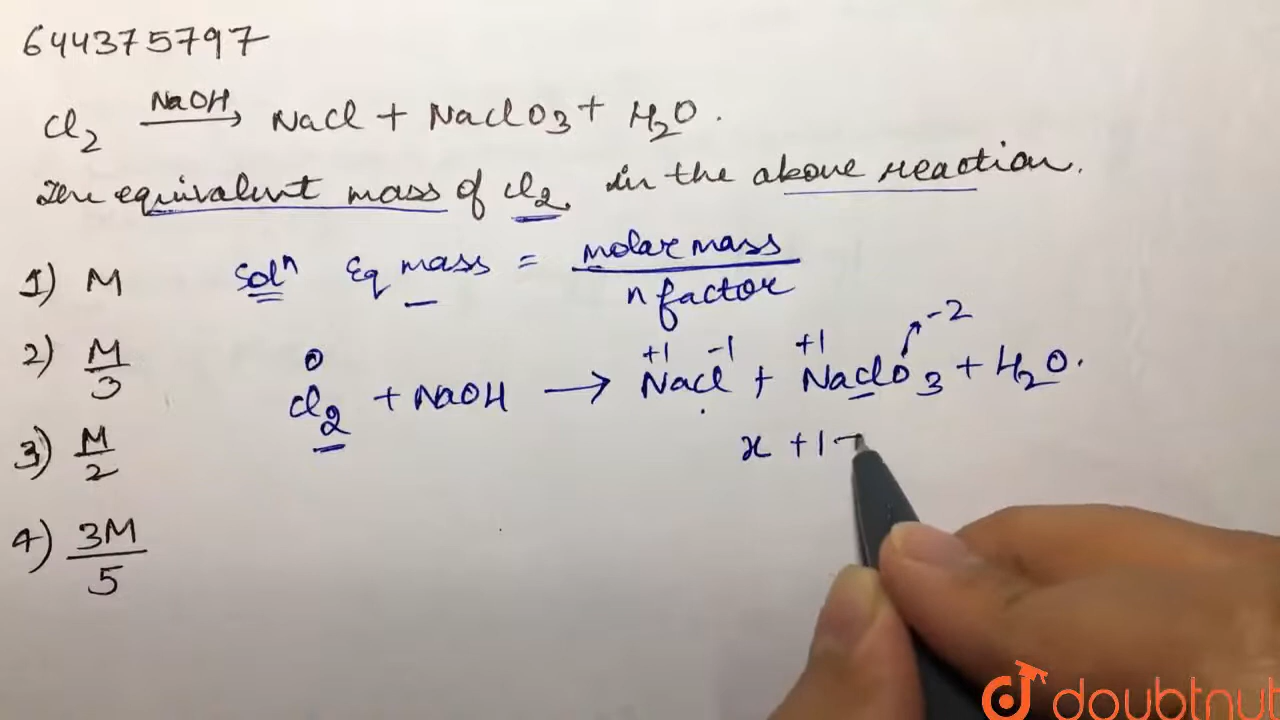 644375797
Cl2 NaOH→ NaCl + NaClO3 + H2O.
The equivalent mass of Cl2 in the above reaction.
1) M
Solⁿ Eq mass = molar mass / n factor
2) M/3
0 +1 -1 +1 -2
Cl2 + NaOH → NaCl + NaClO3 + H2O.
3) M/2
x + 1 -
4) 3M/5
doubtnut